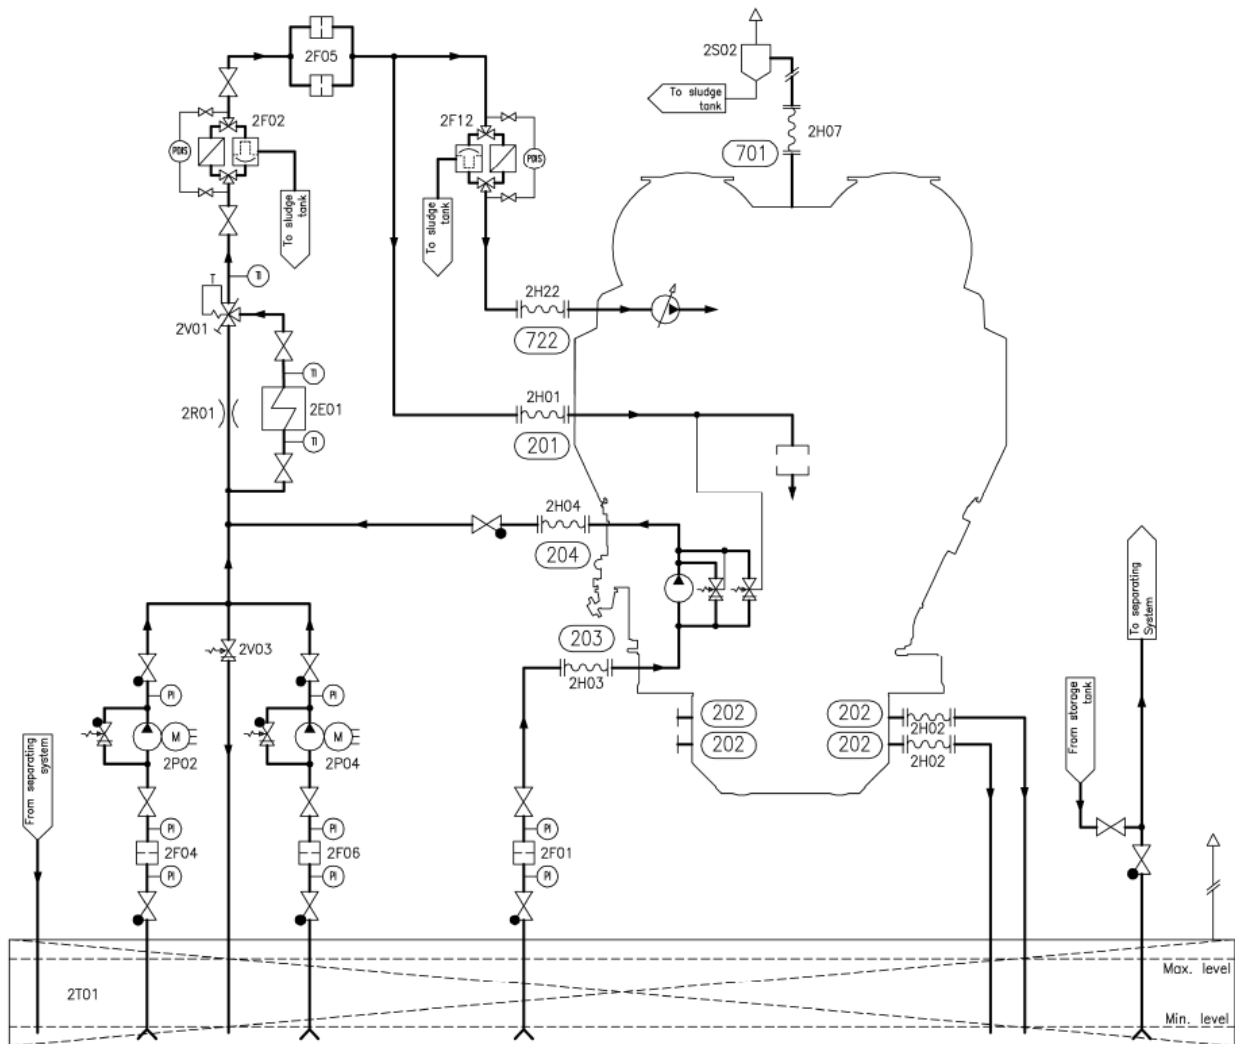 2S02
To sludge
tank
2H07
701
2F05
2F02
PDIS
To sludge
tank
2F12
PDIS
To sludge
tank
TI
T
2V01
2H22
722
TI
2R01
2E01
TI
2H01
201
2H04
204
203
2H03
2V03
PI
M
2P02
PI
M
2P04
202
202
202
202
2H02
2H02
From separating
system
From storage
tank
To separating
System
PI
2F04
PI
PI
2F06
PI
PI
2F01
PI
Max. level
2T01
Min. level